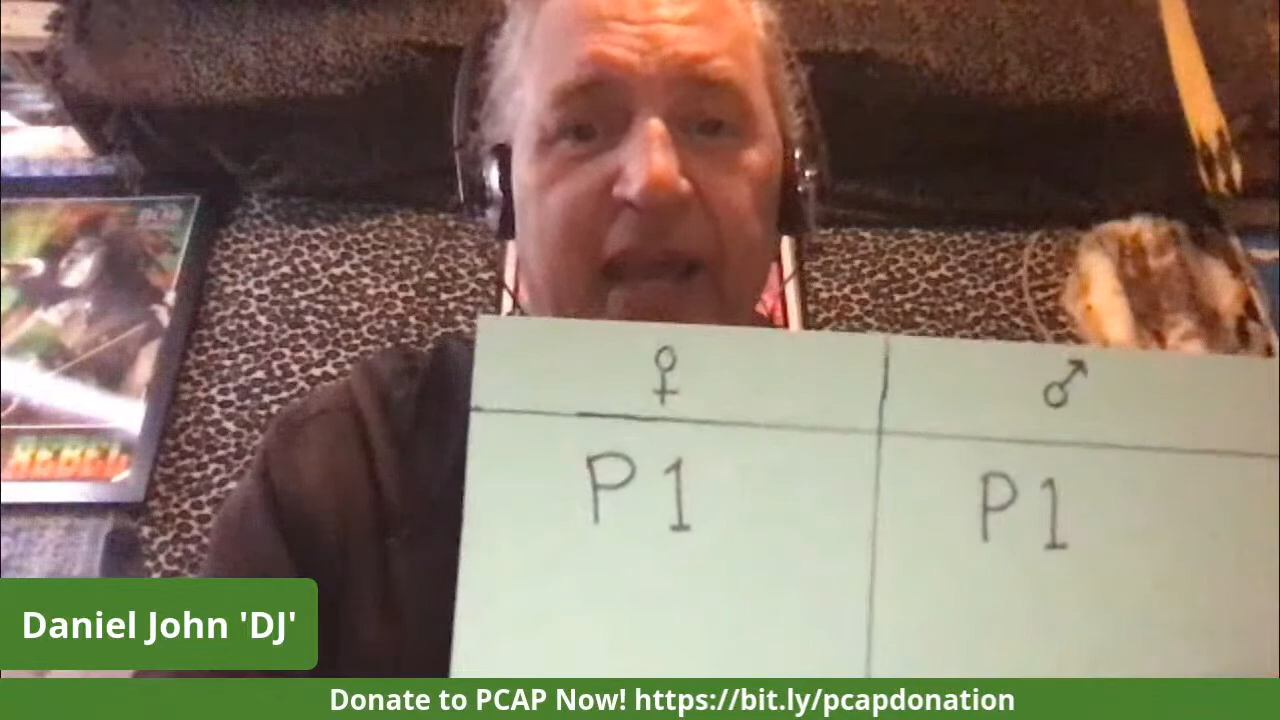 REBEL
♀ ♂
P1 P1
Daniel John 'DJ'
Donate to PCAP Now! https://bit.ly/pcapdonation